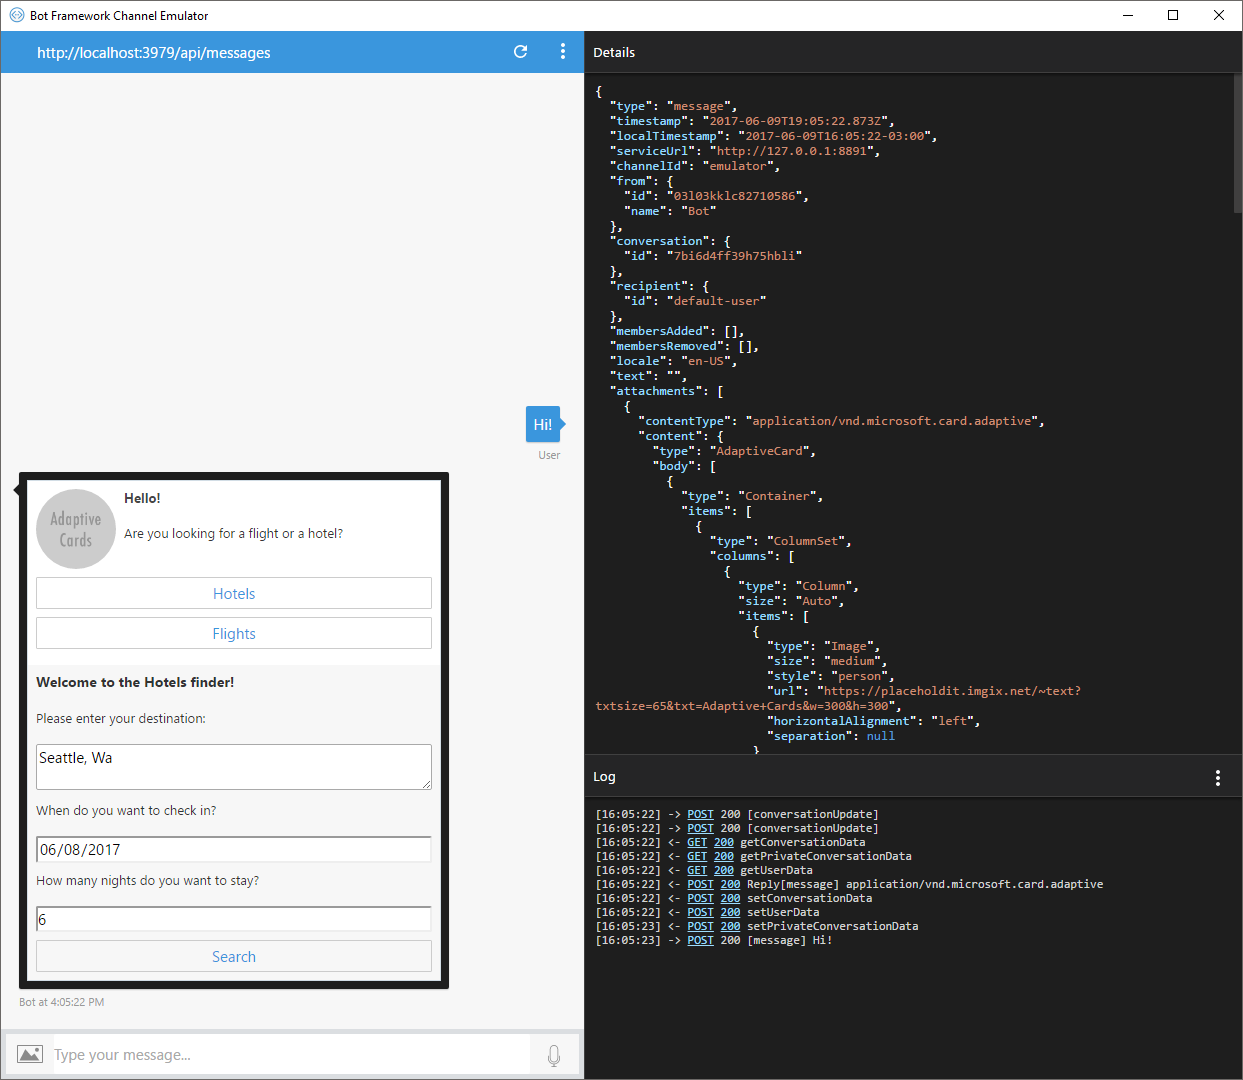 Bot Framework Channel Emulator
http://localhost:3979/api/messages
Hi!
User
Adaptive
Cards
Hello!
Are you looking for a flight or a hotel?
Hotels
Flights
Welcome to the Hotels finder!
Please enter your destination:
Seattle, Wa
When do you want to check in?
06/08/2017
How many nights do you want to stay?
6
Search
Bot at 4:05:22 PM
Type your message...
Details
{
"type": "message",
"timestamp": "2017-06-09T19:05:22.873Z",
"localTimestamp": "2017-06-09T16:05:22-03:00",
"serviceUrl": "http://127.0.0.1:8891",
"channelId": "emulator",
"from": {
"id": "03l03kklc82710586",
"name": "Bot"
},
"conversation": {
"id": "7bi6d4ff39h75hbli"
},
"recipient": {
"id": "default-user"
},
"membersAdded": [],
"membersRemoved": [],
"locale": "en-US",
"text": "",
"attachments": [
{
"contentType": "application/vnd.microsoft.card.adaptive",
"content": {
"type": "AdaptiveCard",
"body": [
{
"type": "Container",
"items": [
{
"type": "ColumnSet",
"columns": [
{
"type": "Column",
"size": "Auto",
"items": [
{
"type": "Image",
"size": "medium",
"style": "person",
"url": "https://placeholdit.imgix.net/~text?
txtsize=65&txt=Adaptive+Cards&w=300&h=300",
"horizontalAlignment": "left",
"separation": null
}
Log
[16:05:22] -> POST 200 [conversationUpdate]
[16:05:22] -> POST 200 [conversationUpdate]
[16:05:22] <- GET 200 getConversationData
[16:05:22] <- GET 200 getPrivateConversationData
[16:05:22] <- GET 200 getUserData
[16:05:22] <- POST 200 Reply[message] application/vnd.microsoft.card.adaptive
[16:05:22] <- POST 200 setConversationData
[16:05:22] <- POST 200 setUserData
[16:05:23] <- POST 200 setPrivateConversationData
[16:05:23] -> POST 200 [message] Hi!